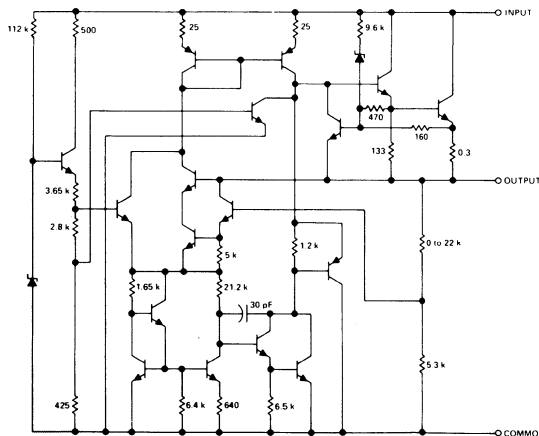 INPUT
112 k
500
25
25
9.6 k
470
160
133
0.3
OUTPUT
3.65 k
2.8 k
5 k
1.2 k
0 to 22 k
1.65 k
21.2 k
30 pF
5.3 k
425
6.4 k
640
6.5 k
COMMO